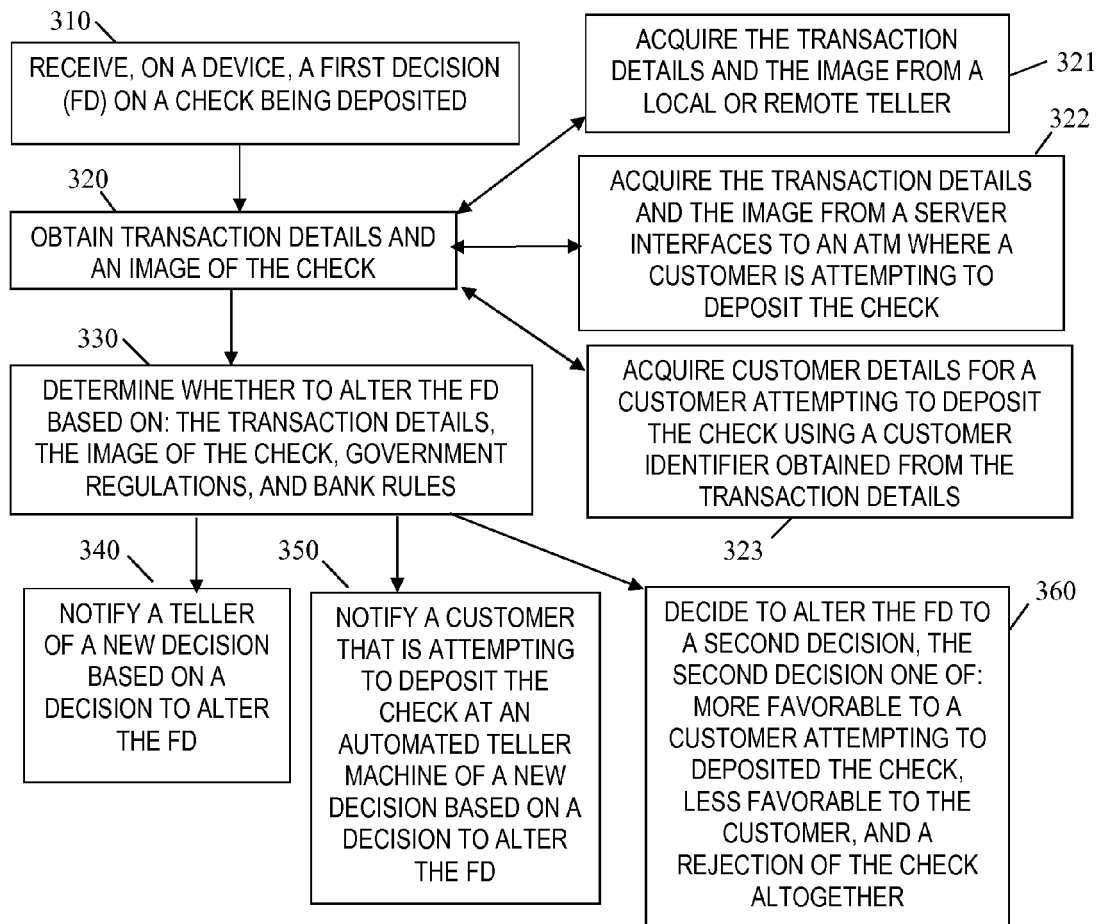 310
RECEIVE, ON A DEVICE, A FIRST DECISION
(FD) ON A CHECK BEING DEPOSITED
ACQUIRE THE TRANSACTION
DETAILS AND THE IMAGE FROM A
LOCAL OR REMOTE TELLER
321
320
OBTAIN TRANSACTION DETAILS AND
AN IMAGE OF THE CHECK
322
ACQUIRE THE TRANSACTION DETAILS
AND THE IMAGE FROM A SERVER
INTERFACES TO AN ATM WHERE A
CUSTOMER IS ATTEMPTING TO
DEPOSIT THE CHECK
330
DETERMINE WHETHER TO ALTER THE FD
BASED ON: THE TRANSACTION DETAILS,
THE IMAGE OF THE CHECK, GOVERNMENT
REGULATIONS, AND BANK RULES
ACQUIRE CUSTOMER DETAILS FOR A
CUSTOMER ATTEMPTING TO DEPOSIT
THE CHECK USING A CUSTOMER
IDENTIFIER OBTAINED FROM THE
TRANSACTION DETAILS
323
340
NOTIFY A TELLER
OF A NEW DECISION
BASED ON A
DECISION TO ALTER
THE FD
350
NOTIFY A CUSTOMER
THAT IS ATTEMPTING
TO DEPOSIT THE
CHECK AT AN
AUTOMATED TELLER
MACHINE OF A NEW
DECISION BASED ON A
DECISION TO ALTER
THE FD
360
DECIDE TO ALTER THE FD TO
A SECOND DECISION, THE
SECOND DECISION ONE OF:
MORE FAVORABLE TO A
CUSTOMER ATTEMPTING TO
DEPOSITED THE CHECK,
LESS FAVORABLE TO THE
CUSTOMER, AND A
REJECTION OF THE CHECK
ALTOGETHER